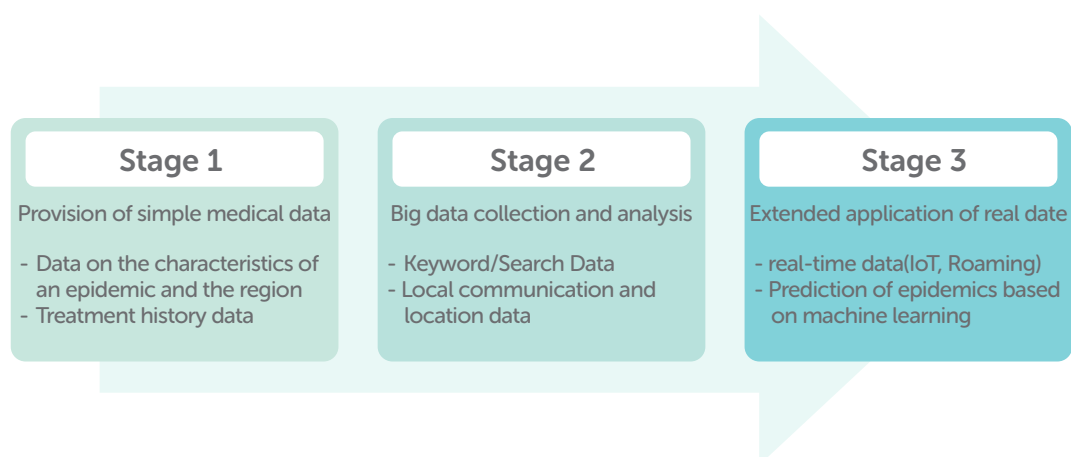 Stage 1
Provision of simple medical data
- Data on the characteristics of
an epidemic and the region
- Treatment history data
Stage 2
Big data collection and analysis
- Keyword/Search Data
- Local communication and
location data
Stage 3
Extended application of real date
- real-time data(IoT, Roaming)
- Prediction of epidemics based
on machine learning